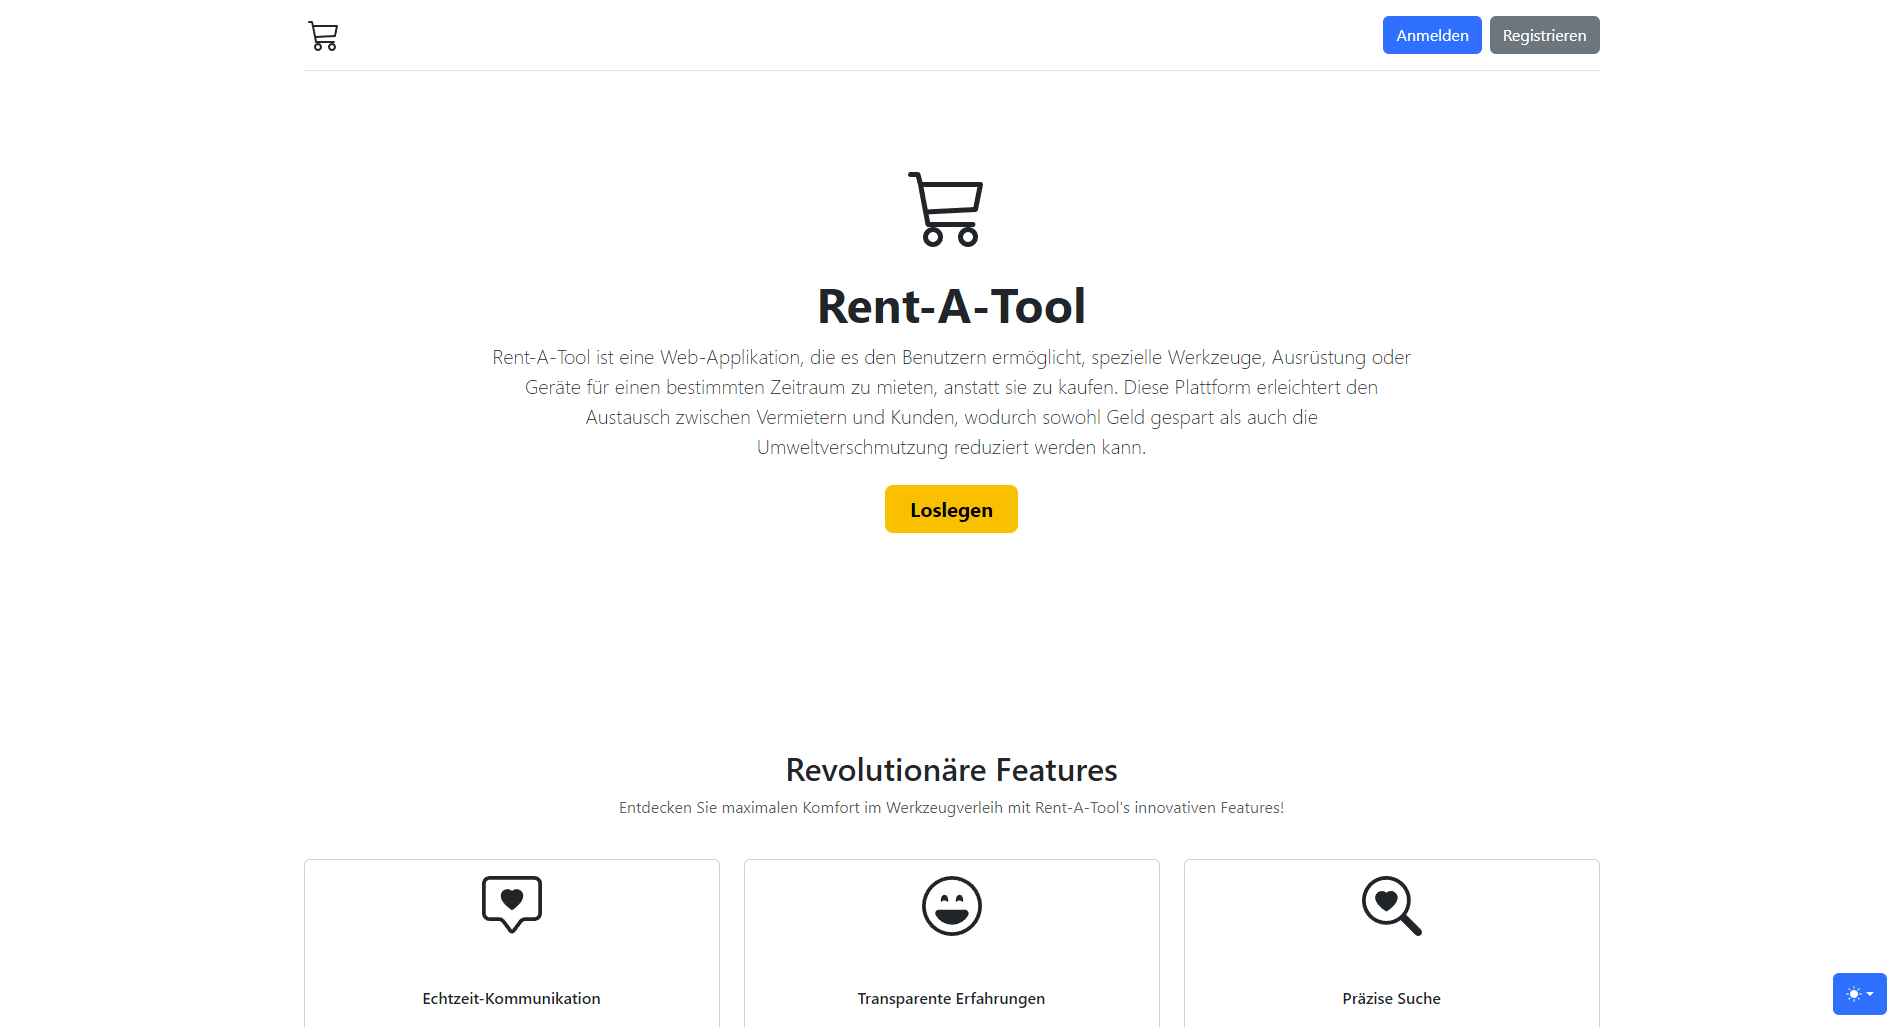 Anmelden
Registrieren
Rent-A-Tool
Rent-A-Tool ist eine Web-Applikation, die es den Benutzern ermöglicht, spezielle Werkzeuge, Ausrüstung oder
Geräte für einen bestimmten Zeitraum zu mieten, anstatt sie zu kaufen. Diese Plattform erleichtert den
Austausch zwischen Vermietern und Kunden, wodurch sowohl Geld gespart als auch die
Umweltverschmutzung reduziert werden kann.
Loslegen
Revolutionäre Features
Entdecken Sie maximalen Komfort im Werkzeugverleih mit Rent-A-Tool's innovativen Features!
Echtzeit-Kommunikation
Transparente Erfahrungen
Präzise Suche